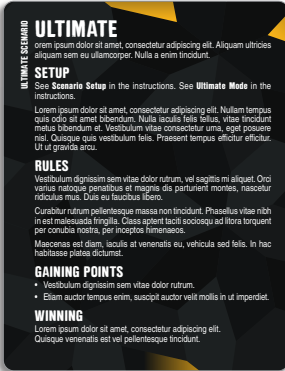 ULTIMATE SCENARIO
ULTIMATE
orem ipsum dolor sit amet, consectetur adipiscing elit. Aliquam ultricies
aliquam sem eu ullamcorper. Nulla a enim tincidunt.
SETUP
See Scenario Setup in the instructions. See Ultimate Mode in the
instructions.
Lorem ipsum dolor sit amet, consectetur adipiscing elit. Nullam tempus
quis odio sit amet bibendum. Nulla iaculis felis tellus, vitae tincidunt
metus bibendum et. Vestibulum vitae consectetur urna, eget posuere
nisl. Quisque quis vestibulum felis. Praesent tempus efficitur efficitur.
Ut ut gravida arcu.
RULES
Vestibulum dignissim sem vitae dolor rutrum, vel sagittis mi aliquet. Orci
varius natoque penatibus et magnis dis parturient montes, nascetur
ridiculus mus. Duis eu faucibus libero.
Curabitur rutrum pellentesque massa non tincidunt. Phasellus vitae nibh
in est malesuada fringilla. Class aptent taciti sociosqu ad litora torquent
per conubia nostra, per inceptos himenaeos.
Maecenas est diam, iaculis at venenatis eu, vehicula sed felis. In hac
habitasse platea dictumst.
GAINING POINTS
• Vestibulum dignissim sem vitae dolor rutrum.
• Etiam auctor tempus enim, suscipit auctor velit mollis in ut imperdiet.
WINNING
Lorem ipsum dolor sit amet, consectetur adipiscing elit.
Quisque venenatis est vel pellentesque tincidunt.